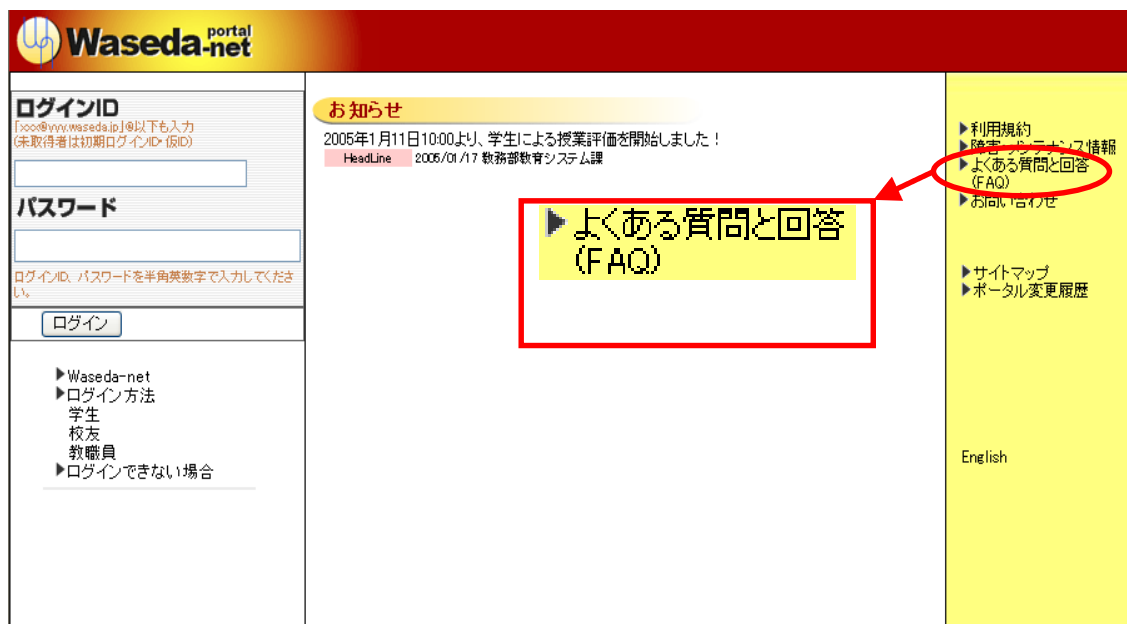 Waseda-net portal
ログインID
「xxx@yyy.waseda.jp」@以下も入力
(未取得者は初期ログインID・仮ID)
パスワード
ログインID、パスワードを半角英数字で入力してくださ
い。
ログイン
▶Waseda-net
▶ログイン方法
学生
校友
教職員
▶ログインできない場合
お知らせ
2005年1月11日10:00より、学生による授業評価を開始しました！
HeadLine 2005/01/17 教務部教育システム課
▶よくある質問と回答
(FAQ)
▶利用規約
▶障害・メンテナンス情報
▶よくある質問と回答
(FAQ)
▶お問い合わせ
▶サイトマップ
▶ポータル変更履歴
English